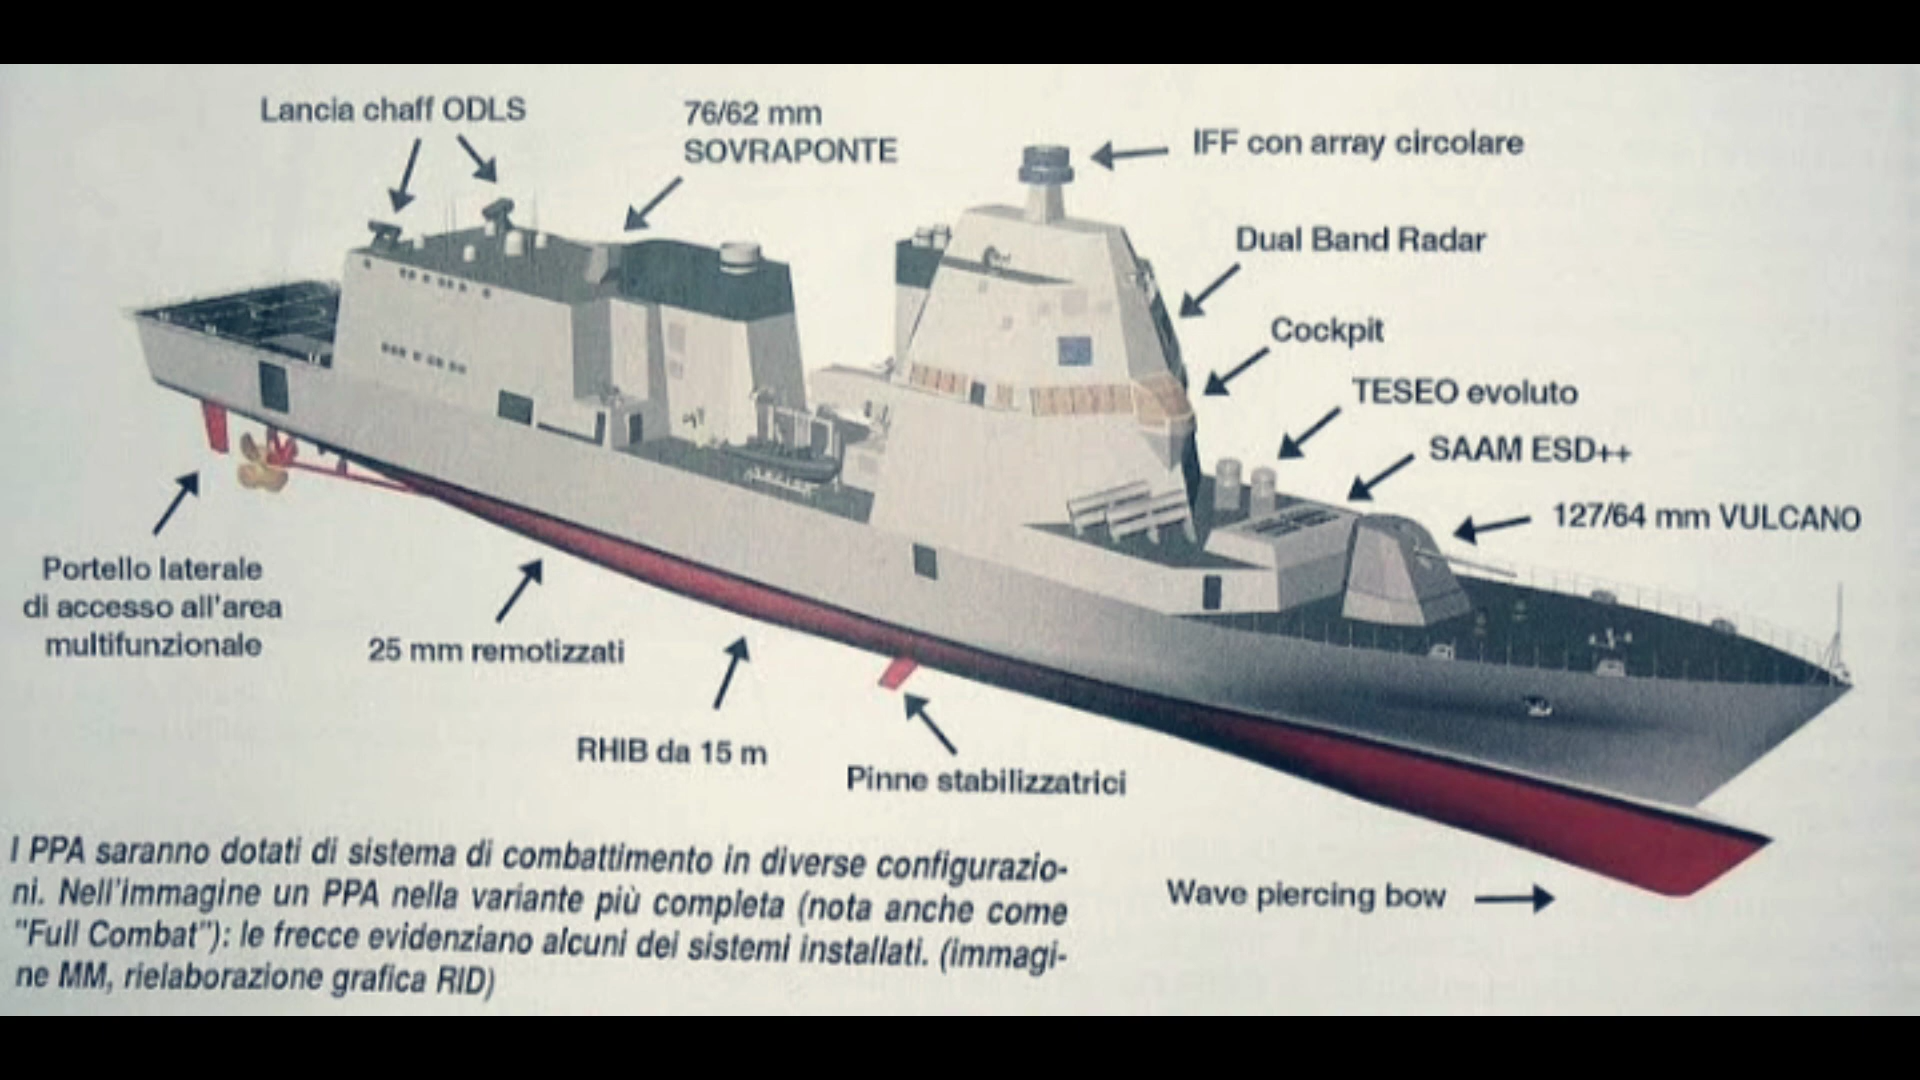 Lancia chaff ODLS
76/62 mm
SOVRAPONTE
IFF con array circolare
Dual Band Radar
Cockpit
TESEO evoluto
SAAM ESD++
127/64 mm VULCANO
Portello laterale
di accesso all'area
multifunzionale
25 mm remotizzati
RHIB da 15 m
Pinne stabilizzatrici
Wave piercing bow
I PPA saranno dotati di sistema di combattimento in diverse configurazio-
ni. Nell'immagine un PPA nella variante più completa (nota anche come
"Full Combat"): le frecce evidenziano alcuni dei sistemi installati. (immagi-
ne MM, rielaborazione grafica RID)